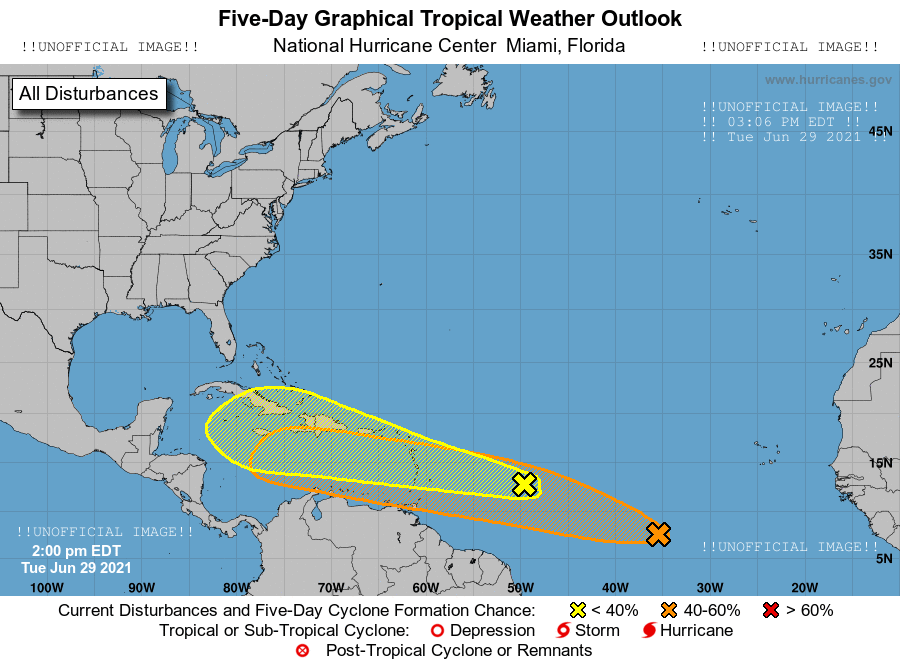 Five-Day Graphical Tropical Weather Outlook
!!UNOFFICIAL IMAGE!!
National Hurricane Center  Miami, Florida
!!UNOFFICIAL IMAGE!!
All Disturbances
www.hurricanes.gov
!!UNOFFICIAL IMAGE!!
!! 03:06 PM EDT !!
!! Tue Jun 29 2021 !!
45N
35N
25N
15N
!!UNOFFICIAL IMAGE!!
2:00 pm EDT
Tue Jun 29 2021
!!UNOFFICIAL IMAGE!!
5N
100W 90W 80W 70W 60W 50W 40W 30W 20W
Current Disturbances and Five-Day Cyclone Formation Chance: < 40% 40-60% > 60%
Tropical or Sub-Tropical Cyclone: Depression Storm Hurricane
Post-Tropical Cyclone or Remnants